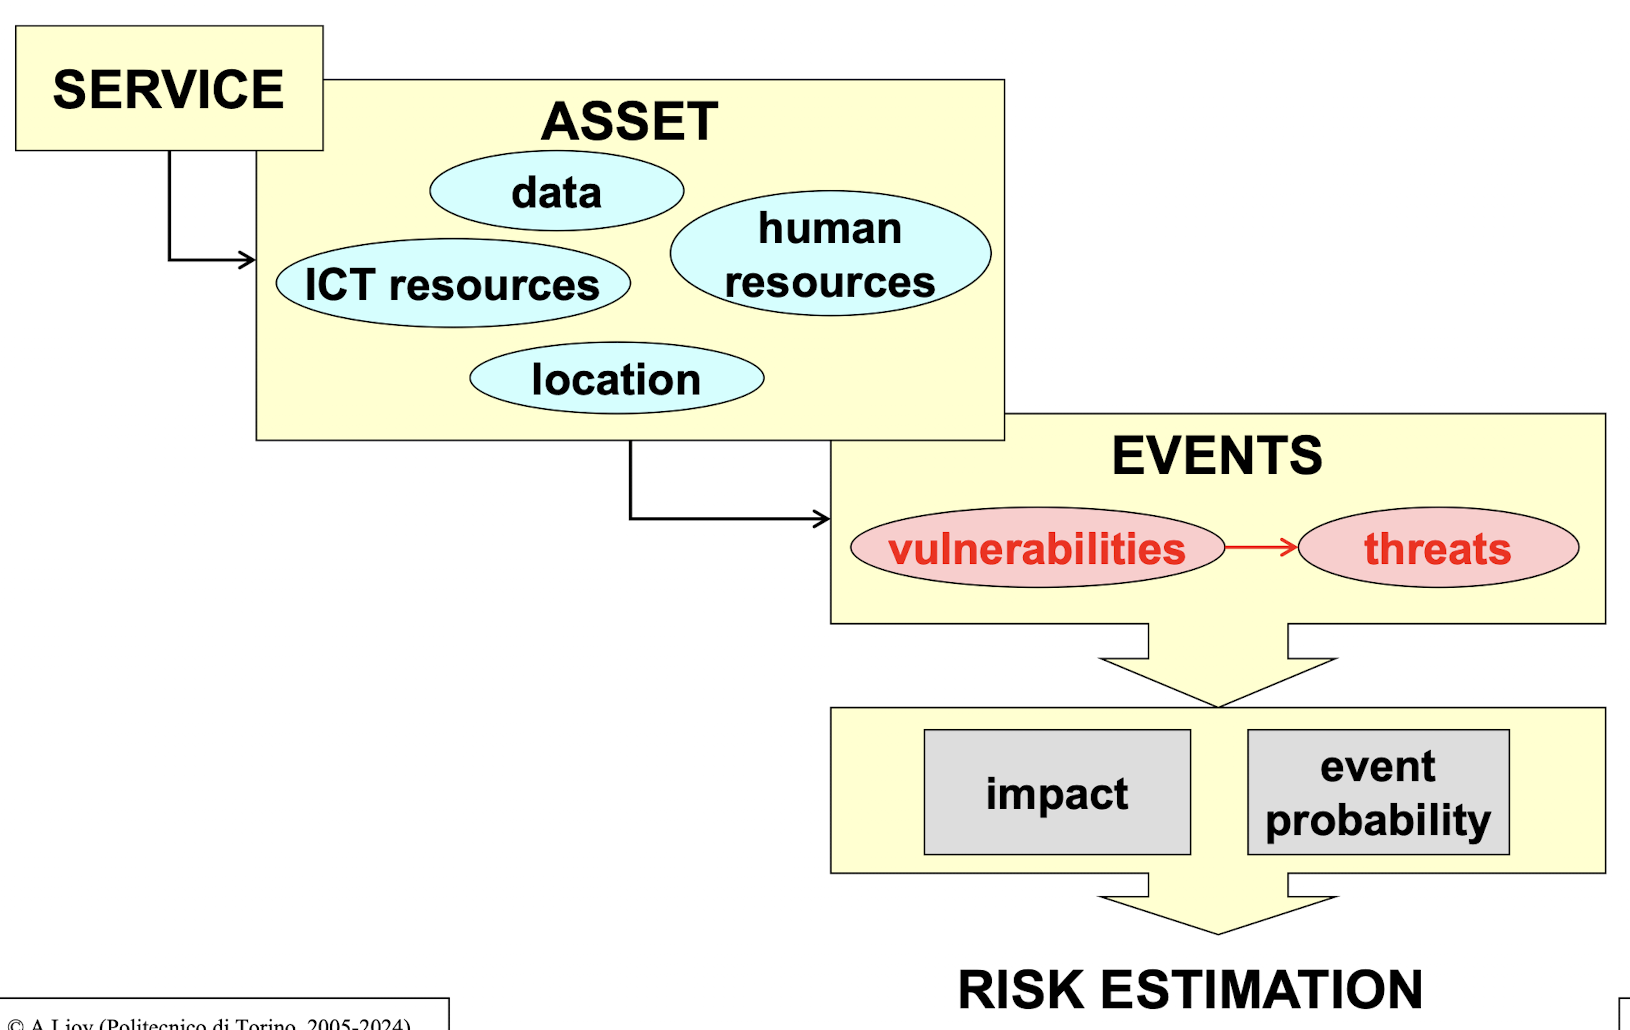 SERVICE
ASSET
data
human
resources
ICT resources
location
EVENTS
vulnerabilities
threats
impact
event
probability
RISK ESTIMATION
© A.Lioy (Politecnico di Torino, 2005-2024)